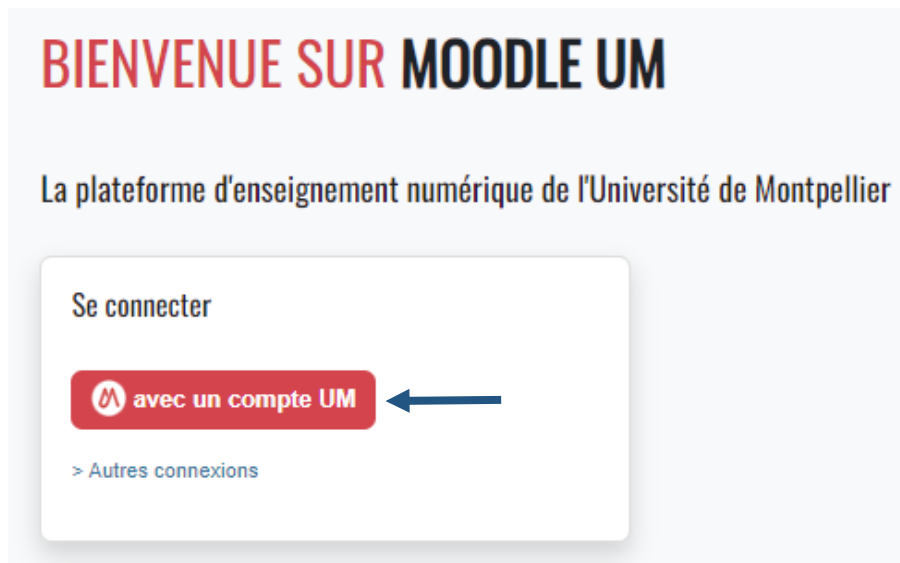 BIENVENUE SUR MOODLE UM
La plateforme d'enseignement numérique de l'Université de Montpellier
Se connecter
avec un compte UM
> Autres connexions